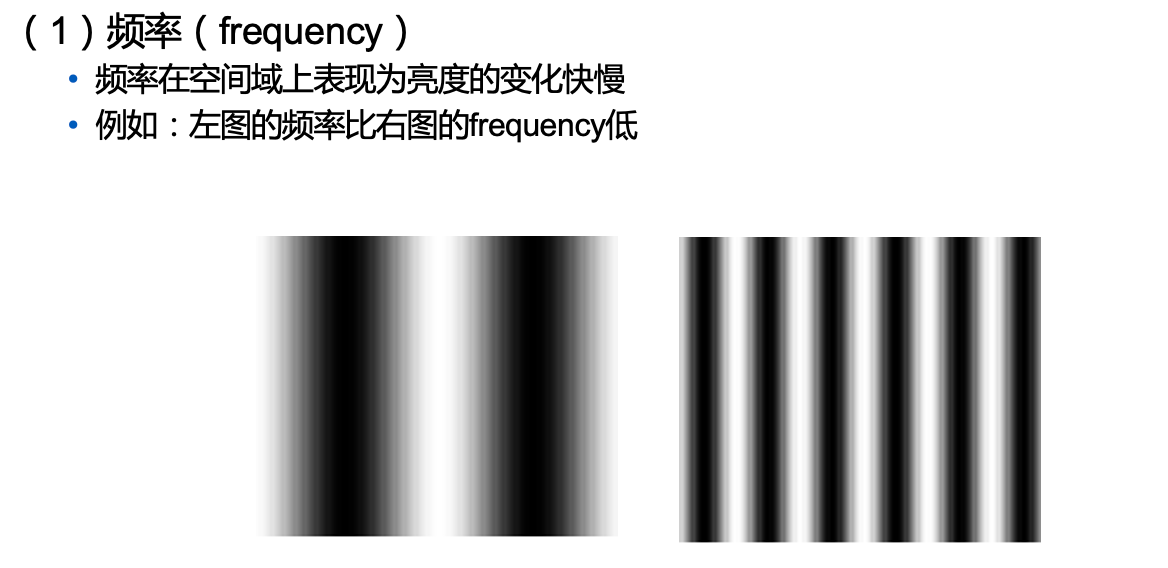 （1）频率（frequency）
• 频率在空间域上表现为亮度的变化快慢
• 例如：左图的频率比右图的frequency低